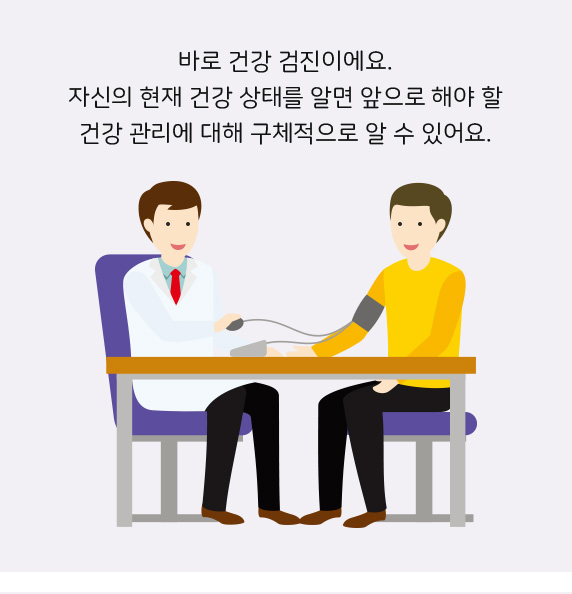 바로 건강 검진이에요.
자신의 현재 건강 상태를 알면 앞으로 해야 할
건강 관리에 대해 구체적으로 알 수 있어요.